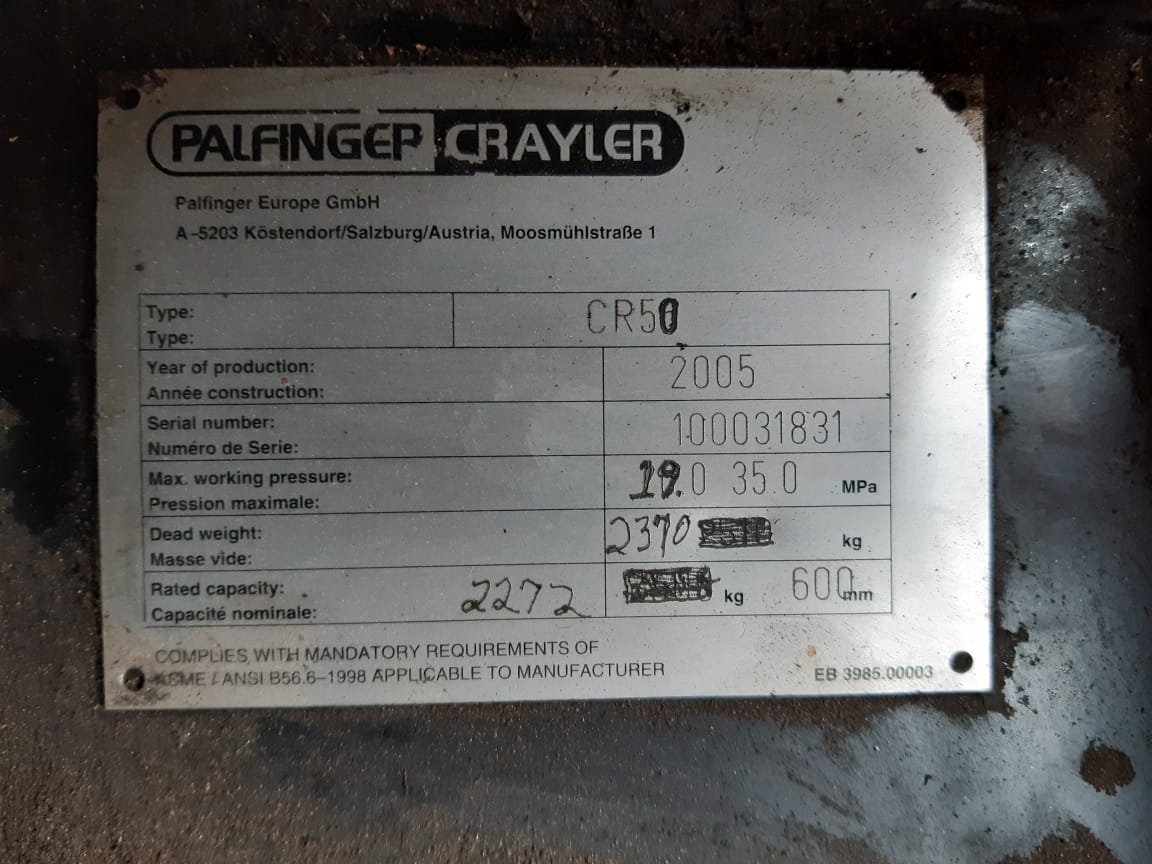 PALFINGER CRAYLER
Palfinger Europe GmbH
A-5203 Köstendorf/Salzburg/Austria, Moosmühlstraße 1
Type: CR50
Type:
Year of production: 2005
Année construction:
Serial number: 100031831
Numéro de Serie:
Max. working pressure: 19.0 35.0 MPa
Pression maximale:
Dead weight: 2370 kg
Masse vide:
Rated capacity: 2272 kg 600mm
Capacité nominale:
COMPLIES WITH MANDATORY REQUIREMENTS OF
ASME / ANSI B56.6-1998 APPLICABLE TO MANUFACTURER
EB 3985.00003